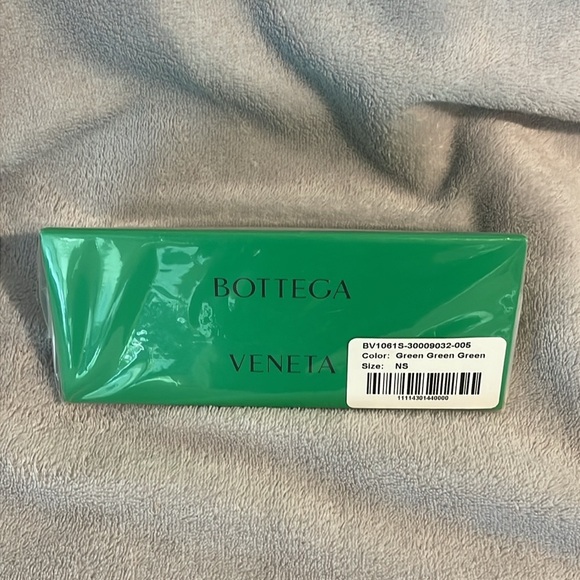 BOTTEGA
VENETA
BV1061S-30009032-005
Color: Green Green Green
Size: NS
11114301440000